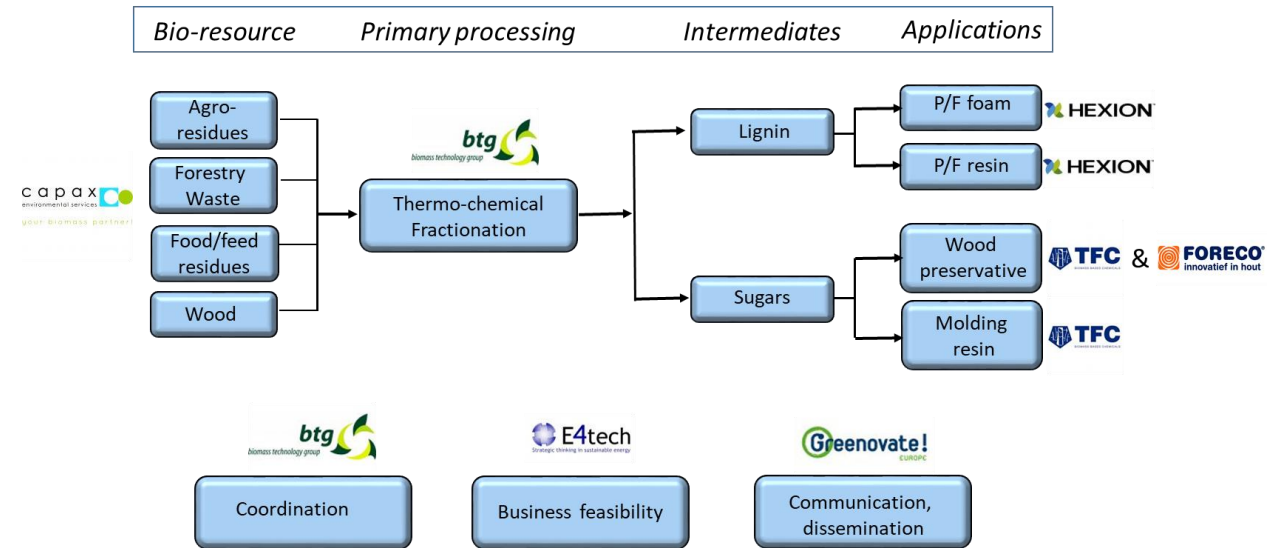 Bio-resource Primary processing Intermediates Applications
Agro-
residues
Forestry
Waste
Food/feed
residues
Wood
capax
environmental services
your biomass partner!
btg
biomass technology group
Thermo-chemical
Fractionation
Lignin
Sugars
P/F foam
HEXION
P/F resin
HEXION
Wood
preservative
TFC & FORECO®
innovatief in hout
Molding
resin
TFC
btg
biomass technology group
Coordination
E4tech
Strategic thinking in sustainable energy
Business feasibility
Greenovate!
EUROPE
Communication,
dissemination